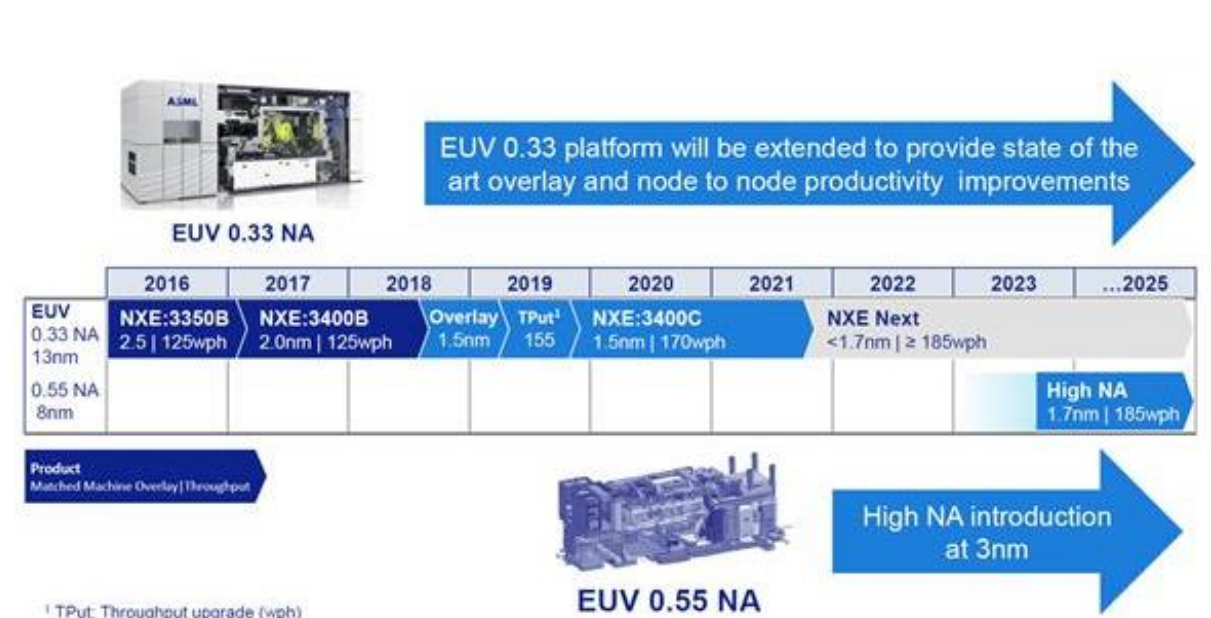 ASML
EUV 0.33 platform will be extended to provide state of the
art overlay and node to node productivity improvements
EUV 0.33 NA
2016 2017 2018 2019 2020 2021 2022 2023 ...2025
EUV
0.33 NA
13nm
NXE:3350B
2.5 | 125wph
NXE:3400B
2.0nm | 125wph
Overlay
1.5nm
TPut¹
155
NXE:3400C
1.5nm | 170wph
NXE Next
<1.7nm | ≥ 185wph
0.55 NA
8nm
High NA
1.7nm | 185wph
Product
Matched Machine Overlay|Throughput
High NA introduction
at 3nm
EUV 0.55 NA
¹ TPut: Throughput upgrade (wph)